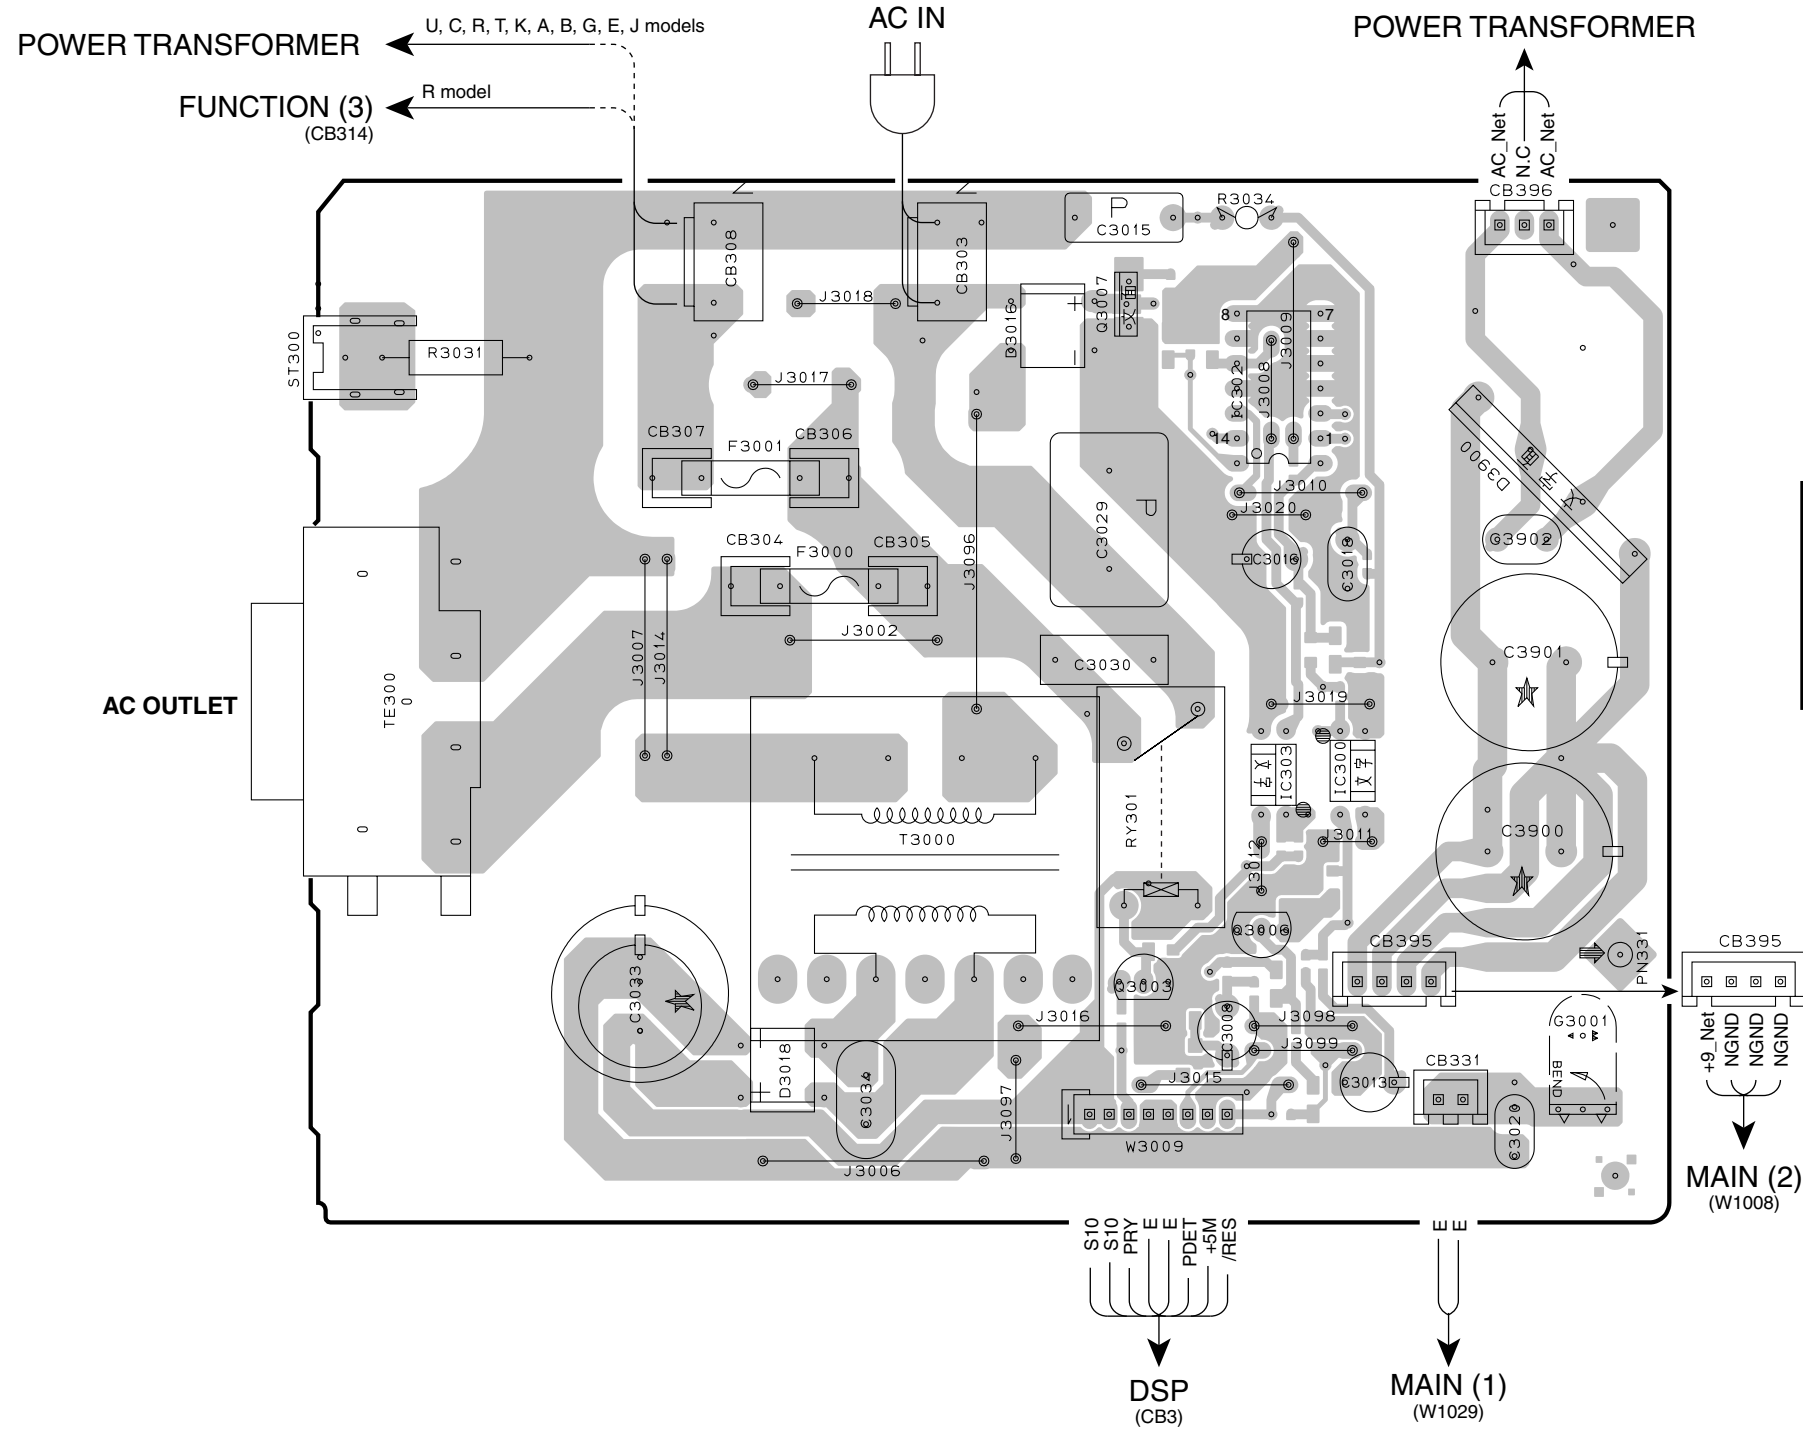 POWER TRANSFORMER
U, C, R, T, K, A, B, G, E, J models
FUNCTION (3)
(CB314)
R model
AC IN
POWER TRANSFORMER
AC_Net
N.C
AC_Net
CB396
CB308
CB303
P
C3015
R3034
J3018
D3016
Q3007
8
7
J3009
J3008
IC302
14
1
ST300
R3031
J3017
CB307
F3001
CB306
D3900
CB304
F3000
CB305
J3096
C3029
P
J3010
J3020
C3016
C3018
J3002
J3007
J3014
C3030
C3901
AC OUTLET
TE300
J3019
IC303
IC300
RY301
T3000
J3012
J3011
C3900
Q3006
C3033
Q3003
CB395
CB395
PN331
J3016
C3008
J3098
J3099
G3001
BEND
D3018
C3034
J3097
J3015
C3013
CB331
W3009
J3006
+9_Net
NGND
NGND
NGND
MAIN (2)
(W1008)
S10
S10
PRY
E
E
PDET
+5M
/RES
DSP
(CB3)
E
E
MAIN (1)
(W1029)